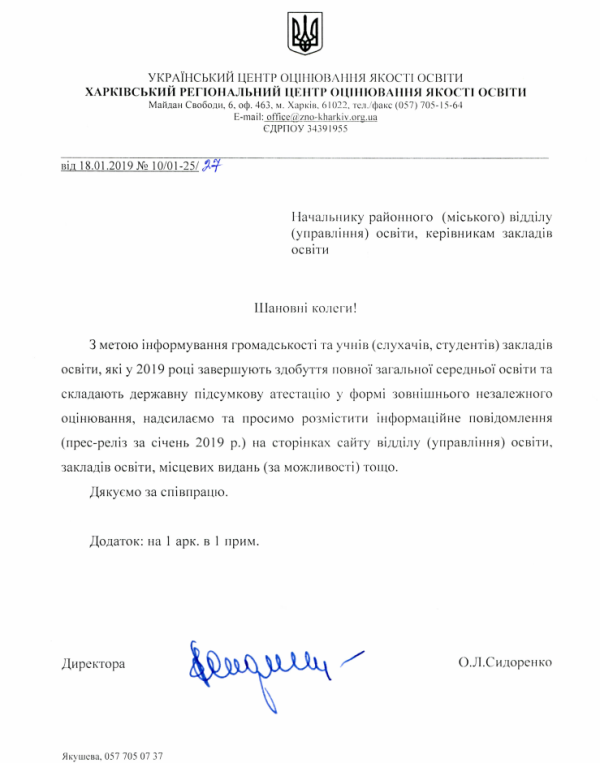 УКРАЇНСЬКИЙ ЦЕНТР ОЦІНЮВАННЯ ЯКОСТІ ОСВІТИ
ХАРКІВСЬКИЙ РЕГІОНАЛЬНИЙ ЦЕНТР ОЦІНЮВАННЯ ЯКОСТІ ОСВІТИ
Майдан Свободи, 6, оф. 463, м. Харків, 61022, тел./факс (057) 705-15-64
E-mail: office@zno-kharkiv.org.ua
ЄДРПОУ 34391955
від 18.01.2019 № 10/01-25/ 27
Начальнику районного (міського) відділу
(управління) освіти, керівникам закладів
освіти
Шановні колеги!
З метою інформування громадськості та учнів (слухачів, студентів) закладів
освіти, які у 2019 році завершують здобуття повної загальної середньої освіти та
складають державну підсумкову атестацію у формі зовнішнього незалежного
оцінювання, надсилаємо та просимо розмістити інформаційне повідомлення
(прес-реліз за січень 2019 р.) на сторінках сайту відділу (управління) освіти,
закладів освіти, місцевих видань (за можливості) тощо.
Дякуємо за співпрацю.
Додаток: на 1 арк. в 1 прим.
Директора
О.Л.Сидоренко
Якушева, 057 705 07 37